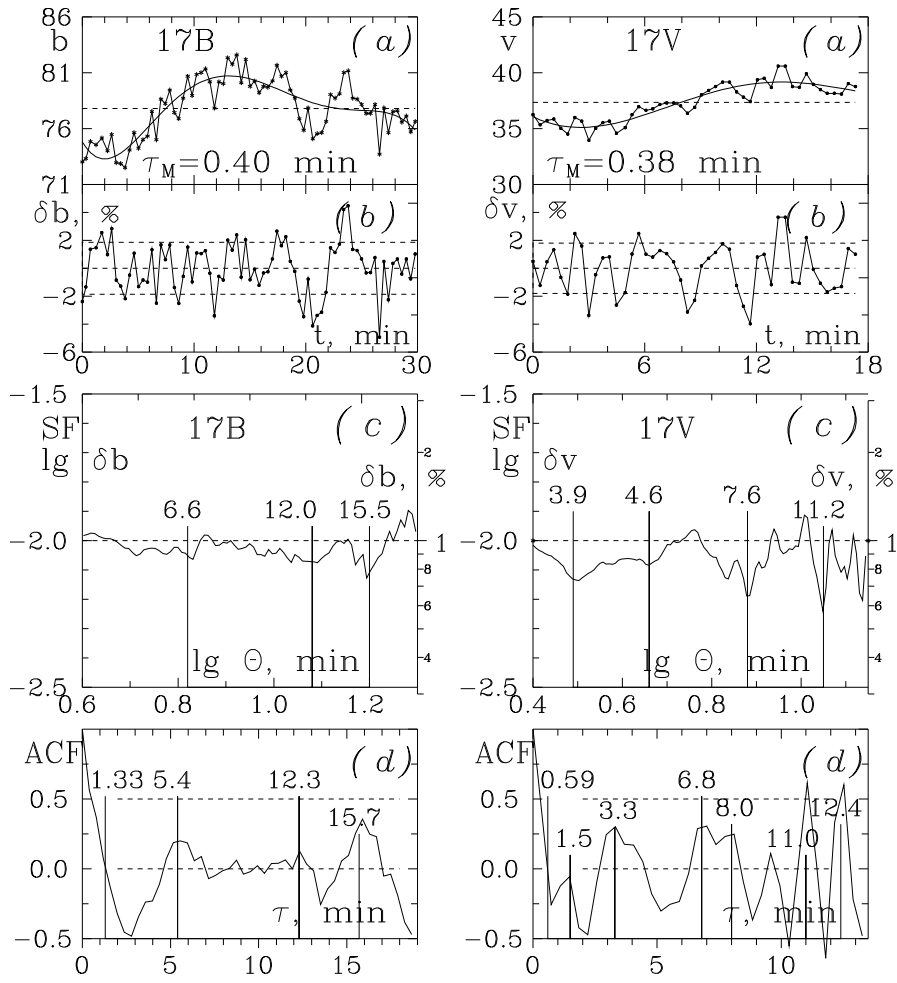 86 b 17B (a)
81
76
τM=0.40 min
71
δb, % (b)
2
−2
t, min
−6
0 10 20 30
45 v 17V (a)
40
35
τM=0.38 min
30
δv, % (b)
2
−2
t, min
−6
0 6 12 18
−1.5
SF 17B (c)
lg δb
δb, %
2
6.6 12.0 15.5
−2.0 1
8
6
lg Θ, min 4
−2.5
0.6 0.8 1.0 1.2
−1.5
SF 17V (c)
lg δv
δv, %
2
3.9 4.6 7.6 11.2
−2.0 1
8
6
lg Θ, min 4
−2.5
0.4 0.6 0.8 1.0
ACF (d)
1.33 5.4 12.3
0.5
15.7
0.0
τ, min
−0.5
0 5 10 15
ACF (d)
0.59 6.8
0.5
3.3 8.0 12.4
1.5 11.0
0.0
τ, min
−0.5
0 5 10